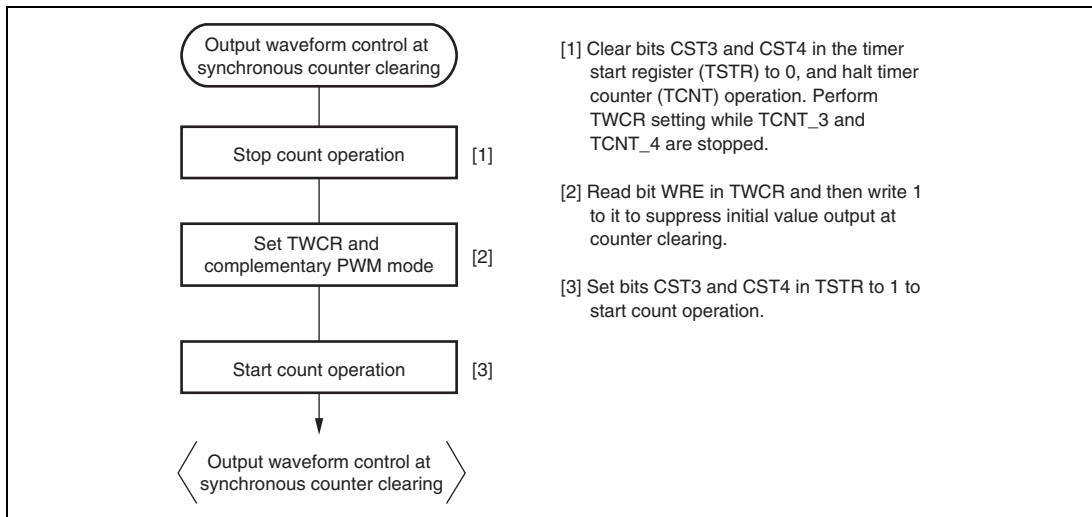 Output waveform control at
synchronous counter clearing
Stop count operation
[1]
Set TWCR and
complementary PWM mode
[2]
Start count operation
[3]
Output waveform control at
synchronous counter clearing
[1] Clear bits CST3 and CST4 in the timer
start register (TSTR) to 0, and halt timer
counter (TCNT) operation. Perform
TWCR setting while TCNT_3 and
TCNT_4 are stopped.
[2] Read bit WRE in TWCR and then write 1
to it to suppress initial value output at
counter clearing.
[3] Set bits CST3 and CST4 in TSTR to 1 to
start count operation.